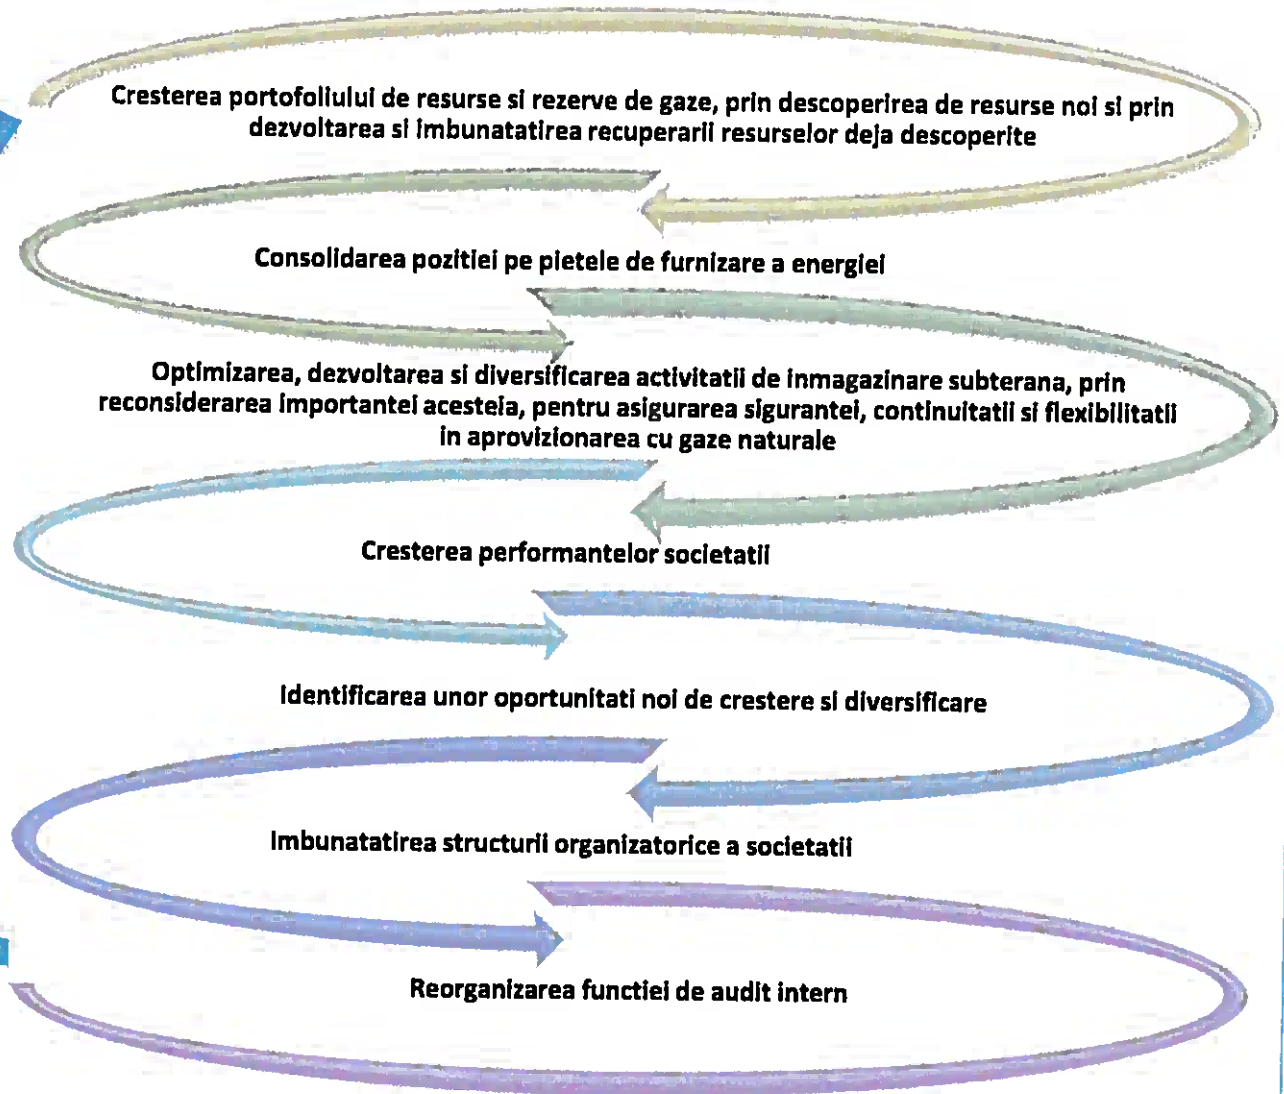 Cresterea portofoliului de resurse si rezerve de gaze, prin descoperirea de resurse noi si prin
dezvoltarea si imbunatatirea recuperarii resurselor deja descoperite
Consolidarea pozitiei pe pietele de furnizare a energiei
Optimizarea, dezvoltarea si diversificarea activitatii de inmagazinare subterana, prin
reconsiderarea importantei acesteia, pentru asigurarea sigurantei, continuitatii si flexibilitatii
in aprovizionarea cu gaze naturale
Cresterea performantelor societatii
Identificarea unor oportunitati noi de crestere si diversificare
Imbunatatirea structurii organizatorice a societatii
Reorganizarea functiei de audit intern